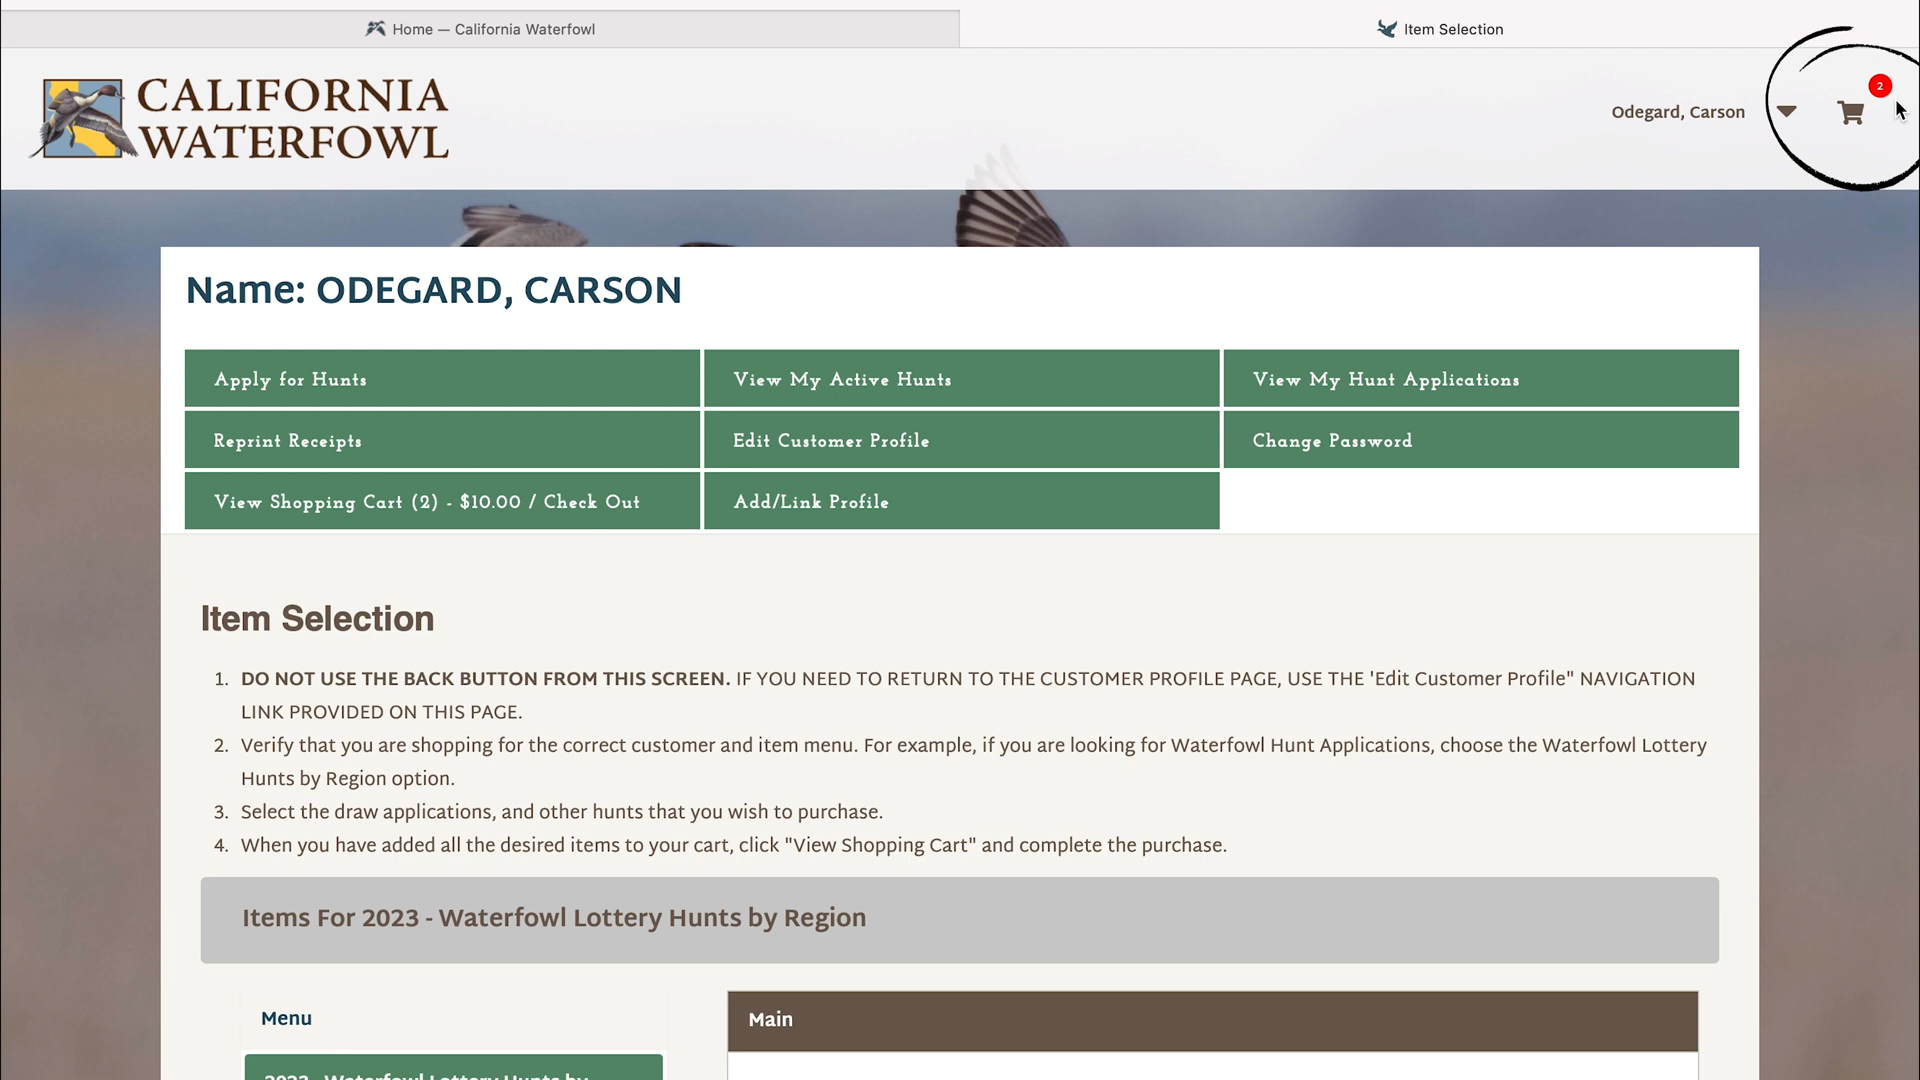 Home — California Waterfowl
Item Selection
CALIFORNIA
WATERFOWL
Odegard, Carson
2
Name: ODEGARD, CARSON
Apply for Hunts
View My Active Hunts
View My Hunt Applications
Reprint Receipts
Edit Customer Profile
Change Password
View Shopping Cart (2) - $10.00 / Check Out
Add/Link Profile
Item Selection
1. DO NOT USE THE BACK BUTTON FROM THIS SCREEN. IF YOU NEED TO RETURN TO THE CUSTOMER PROFILE PAGE, USE THE 'Edit Customer Profile" NAVIGATION
LINK PROVIDED ON THIS PAGE.
2. Verify that you are shopping for the correct customer and item menu. For example, if you are looking for Waterfowl Hunt Applications, choose the Waterfowl Lottery
Hunts by Region option.
3. Select the draw applications, and other hunts that you wish to purchase.
4. When you have added all the desired items to your cart, click "View Shopping Cart" and complete the purchase.
Items For 2023 - Waterfowl Lottery Hunts by Region
Menu
Main
2023 - Waterfowl Lottery Hunts by